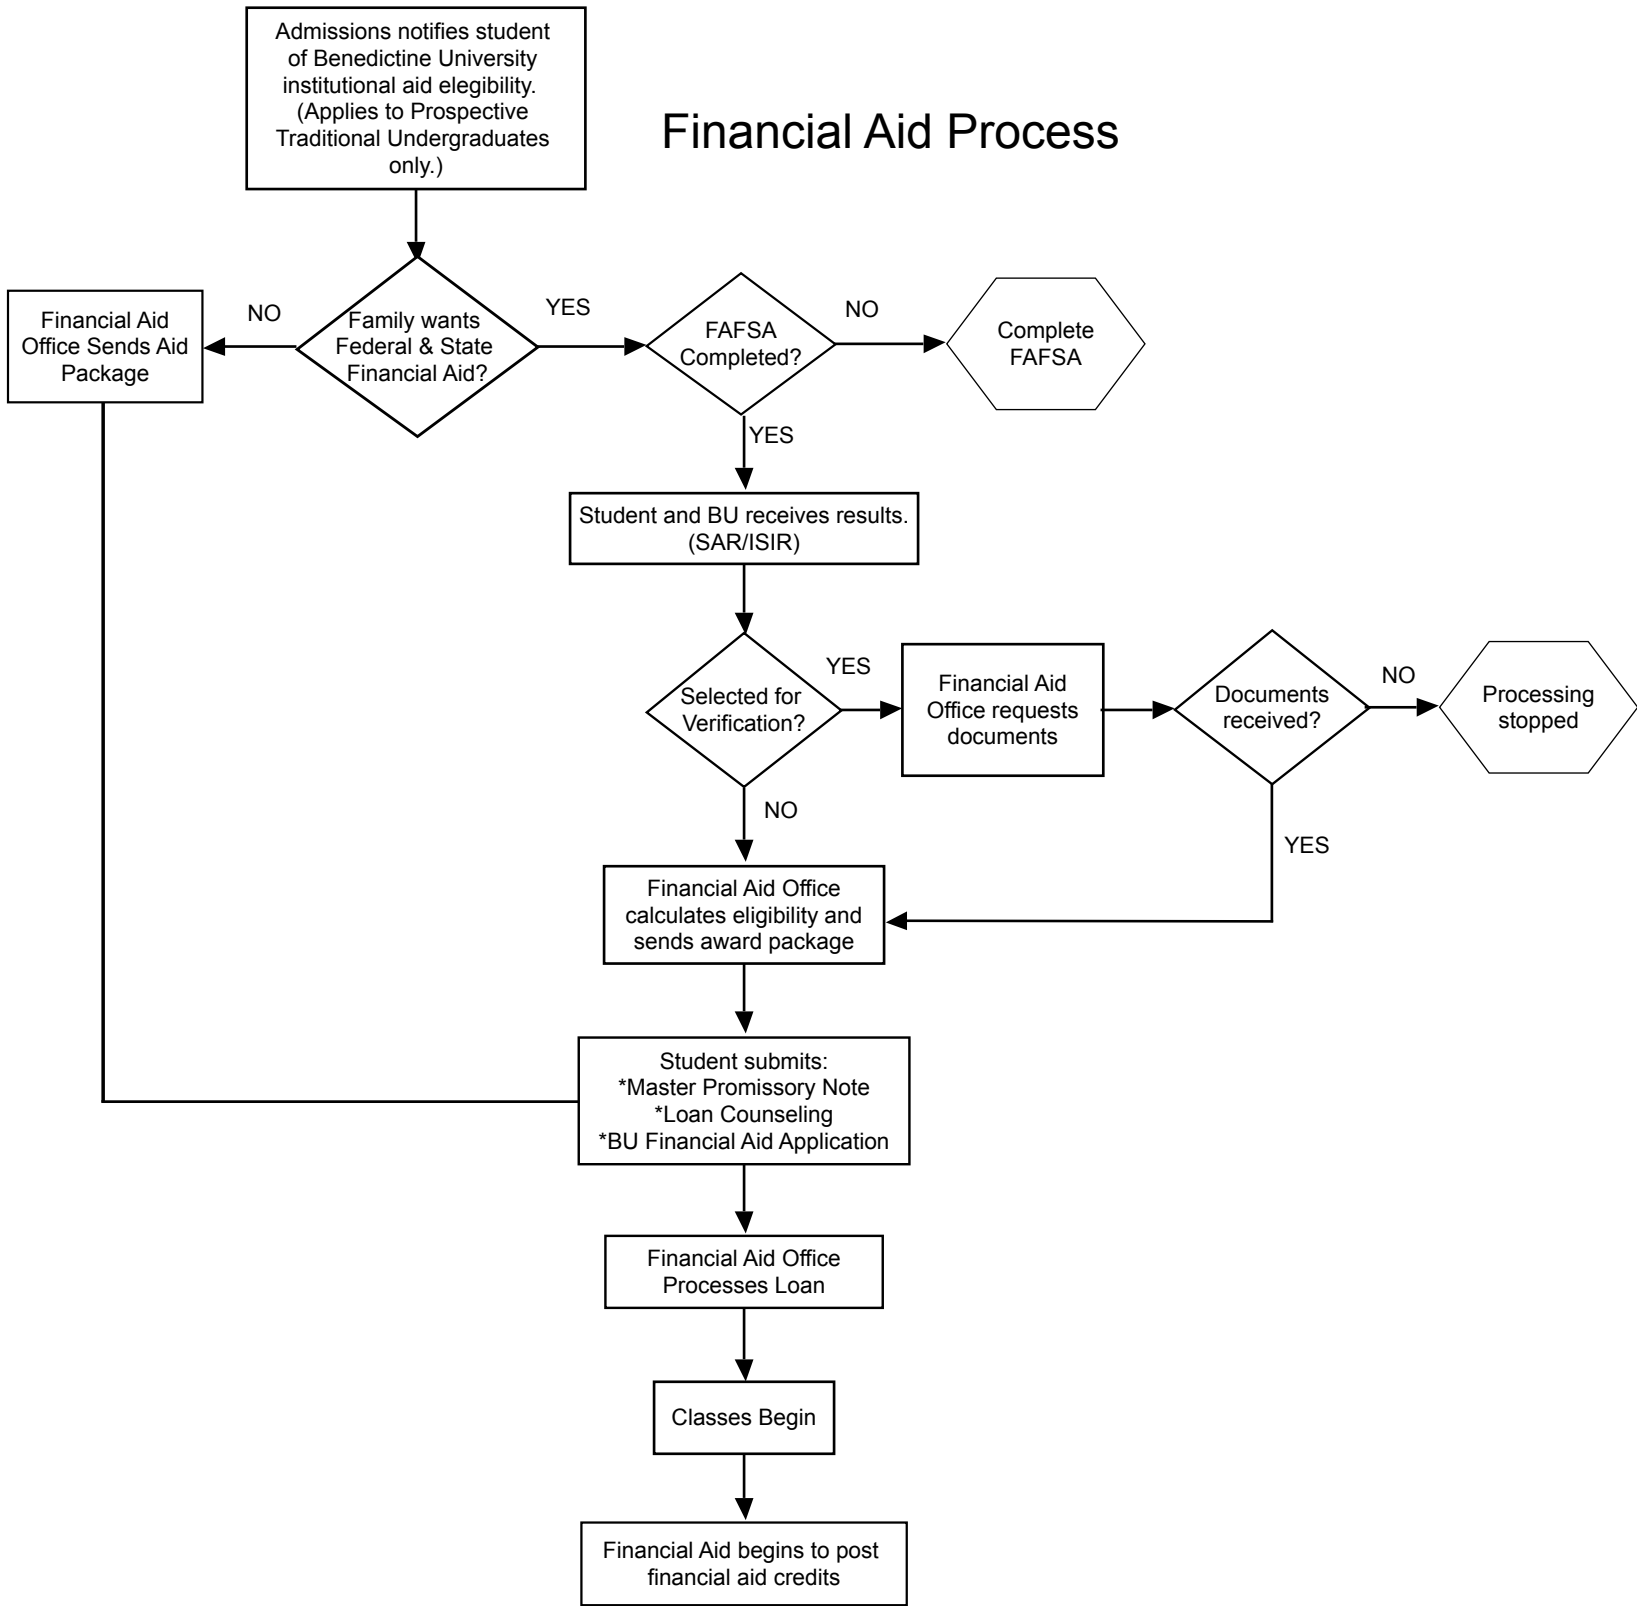 Admissions notifies student
of Benedictine University
institutional aid elegibility.
(Applies to Prospective
Traditional Undergraduates
only.)
Financial Aid Process
Financial Aid
Office Sends Aid
Package
NO
Family wants
Federal & State
Financial Aid?
YES
FAFSA
Completed?
NO
Complete
FAFSA
YES
Student and BU receives results.
(SAR/ISIR)
Selected for
Verification?
YES
Financial Aid
Office requests
documents
Documents
received?
NO
Processing
stopped
NO
YES
Financial Aid Office
calculates eligibility and
sends award package
Student submits:
*Master Promissory Note
*Loan Counseling
*BU Financial Aid Application
Financial Aid Office
Processes Loan
Classes Begin
Financial Aid begins to post
financial aid credits